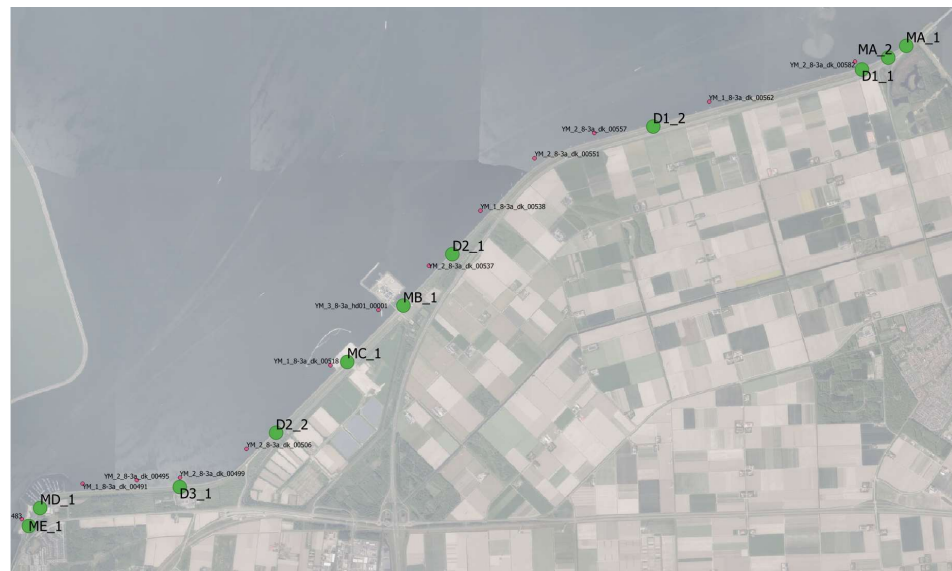 MA_1
MA_2
YM_2_8-3a_dk_00582
D1_1
YM_1_8-3a_dk_00562
D1_2
YM_2_8-3a_dk_00557
YM_2_8-3a_dk_00551
YM_1_8-3a_dk_00538
D2_1
YM_2_8-3a_dk_00537
MB_1
YM_3_8-3a_hd01_00001
MC_1
YM_1_8-3a_dk_00518
D2_2
YM_2_8-3a_dk_00506
YM_2_8-3a_dk_00499
YM_2_8-3a_dk_00495
YM_1_8-3a_dk_00491
D3_1
MD_1
483
ME_1